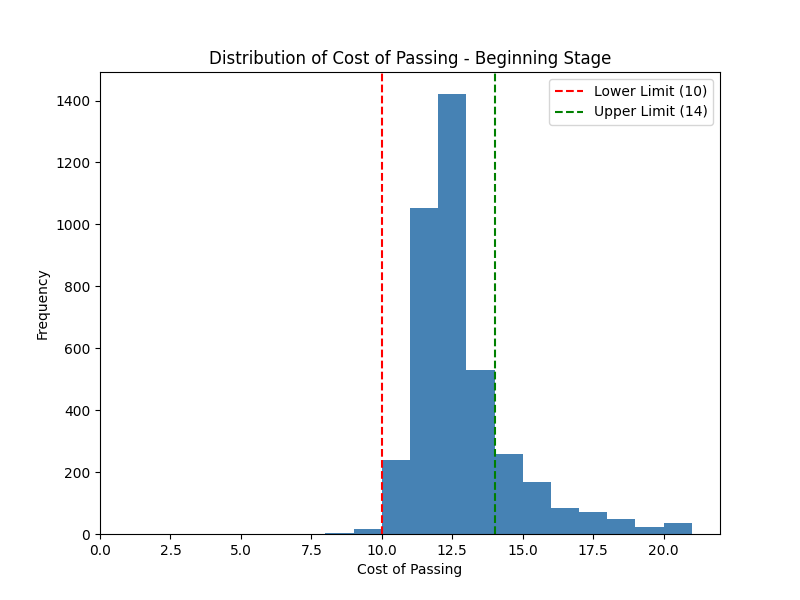 Distribution of Cost of Passing - Beginning Stage
Lower Limit (10)
Upper Limit (14)
Frequency
1400
1200
1000
800
600
400
200
0
0.0 2.5 5.0 7.5 10.0 12.5 15.0 17.5 20.0
Cost of Passing